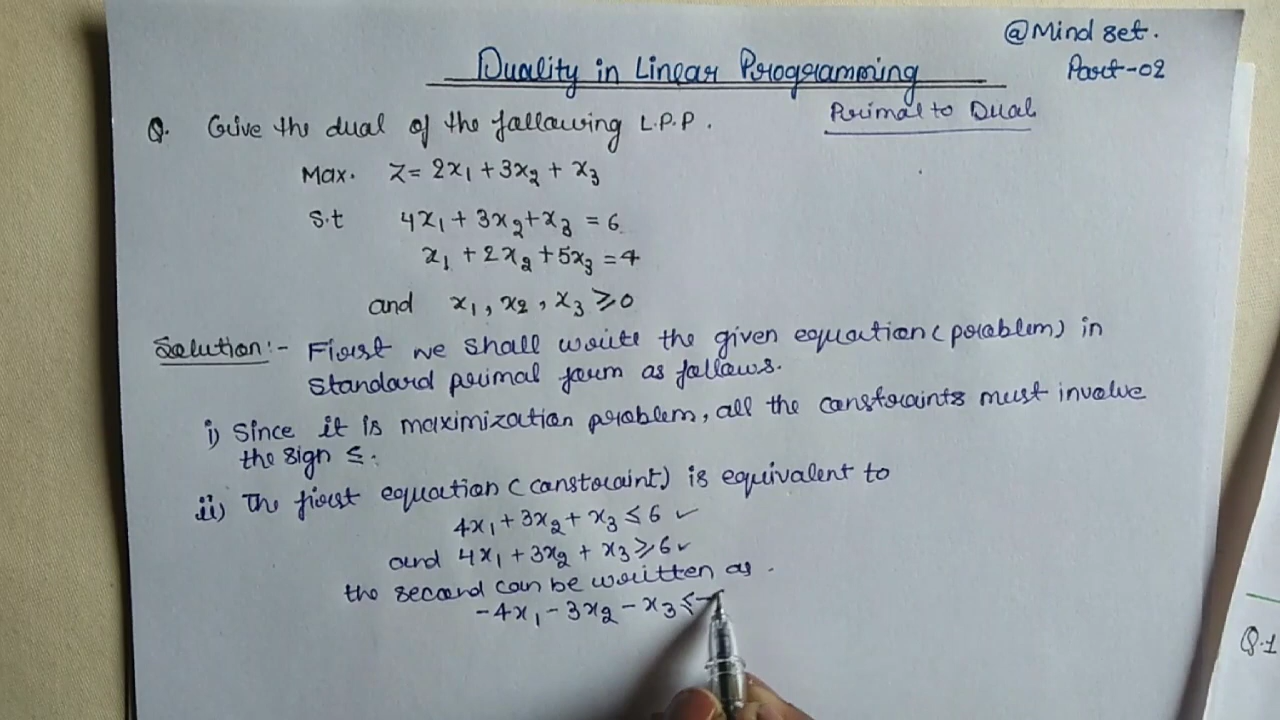 @Mind set.
Part-02
Duality in Linear Programming
Primal to Dual
Q. Give the dual of the following L.P.P.
Max. Z = 2x₁ + 3x₂ + x₃
S.t 4x₁ + 3x₂ + x₃ = 6
x₁ + 2x₂ + 5x₃ = 4
and x₁, x₂, x₃ ≥ 0
Solution:- First we shall write the given equation (problem) in
standard primal form as follows.
i) Since it is maximization problem, all the constraints must involve
the sign ≤.
ii) The first equation (constraint) is equivalent to
4x₁ + 3x₂ + x₃ ≤ 6 ✓
and 4x₁ + 3x₂ + x₃ ≥ 6 ✓
the second can be written as.
-4x₁ - 3x₂ - x₃ ≤ -
Q.1